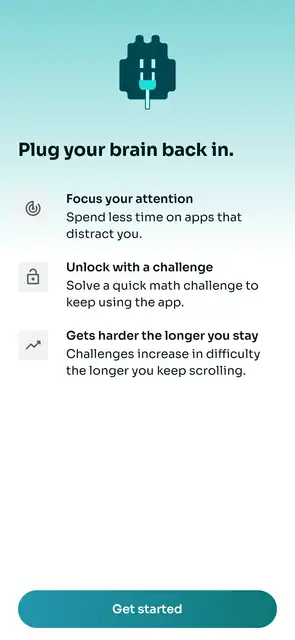 Plug your brain back in.
Focus your attention
Spend less time on apps that
distract you.
Unlock with a challenge
Solve a quick math challenge to
keep using the app.
Gets harder the longer you stay
Challenges increase in difficulty
the longer you keep scrolling.
Get started